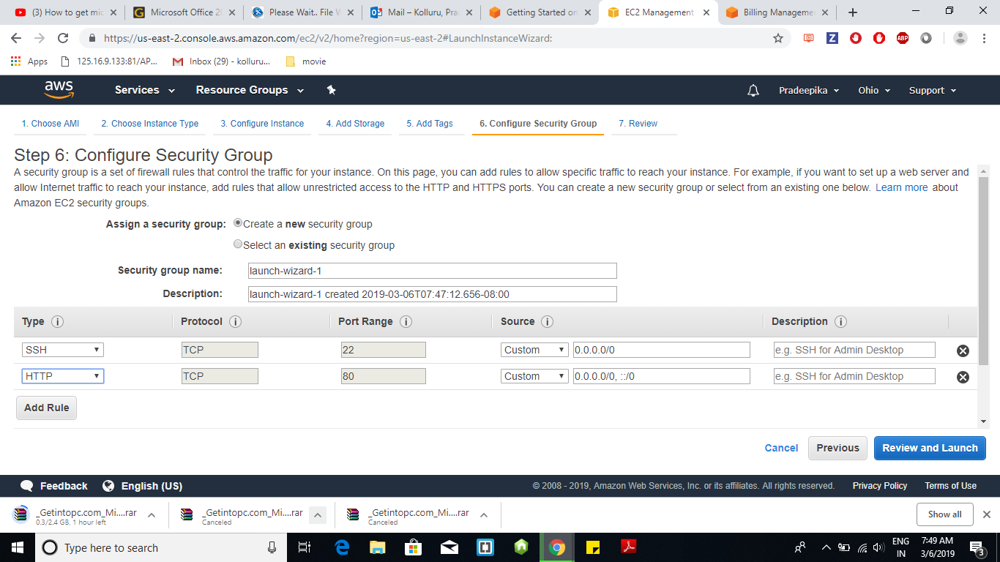 (3) How to get mic
Microsoft Office 20
Please Wait.. File W
Mail – Kolluru, Pra
Getting Started on
EC2 Management
Billing Manageme
https://us-east-2.console.aws.amazon.com/ec2/v2/home?region=us-east-2#LaunchInstanceWizard:
Z
ABP
Apps
125.16.9.133:81/AP...
Inbox (29) - kolluru...
movie
aws
Services
Resource Groups
Pradeepika
Ohio
Support
1. Choose AMI
2. Choose Instance Type
3. Configure Instance
4. Add Storage
5. Add Tags
6. Configure Security Group
7. Review
Step 6: Configure Security Group
A security group is a set of firewall rules that control the traffic for your instance. On this page, you can add rules to allow specific traffic to reach your instance. For example, if you want to set up a web server and
allow Internet traffic to reach your instance, add rules that allow unrestricted access to the HTTP and HTTPS ports. You can create a new security group or select from an existing one below. Learn more about
Amazon EC2 security groups.
Assign a security group:
Create a new security group
Select an existing security group
Security group name:
launch-wizard-1
Description:
launch-wizard-1 created 2019-03-06T07:47:12.656-08:00
Type i
Protocol i
Port Range i
Source i
Description i
SSH
TCP
22
Custom
0.0.0.0/0
e.g. SSH for Admin Desktop
HTTP
TCP
80
Custom
0.0.0.0/0, ::/0
e.g. SSH for Admin Desktop
Add Rule
Cancel
Previous
Review and Launch
Feedback
English (US)
© 2008 - 2019, Amazon Web Services, Inc. or its affiliates. All rights reserved.
Privacy Policy
Terms of Use
_Getintopc.com_Mi....rar
0.3/2.4 GB, 1 hour left
_Getintopc.com_Mi....rar
Canceled
_Getintopc.com_Mi....rar
Canceled
Show all
Type here to search
ENG
IN
7:49 AM
3/6/2019
3